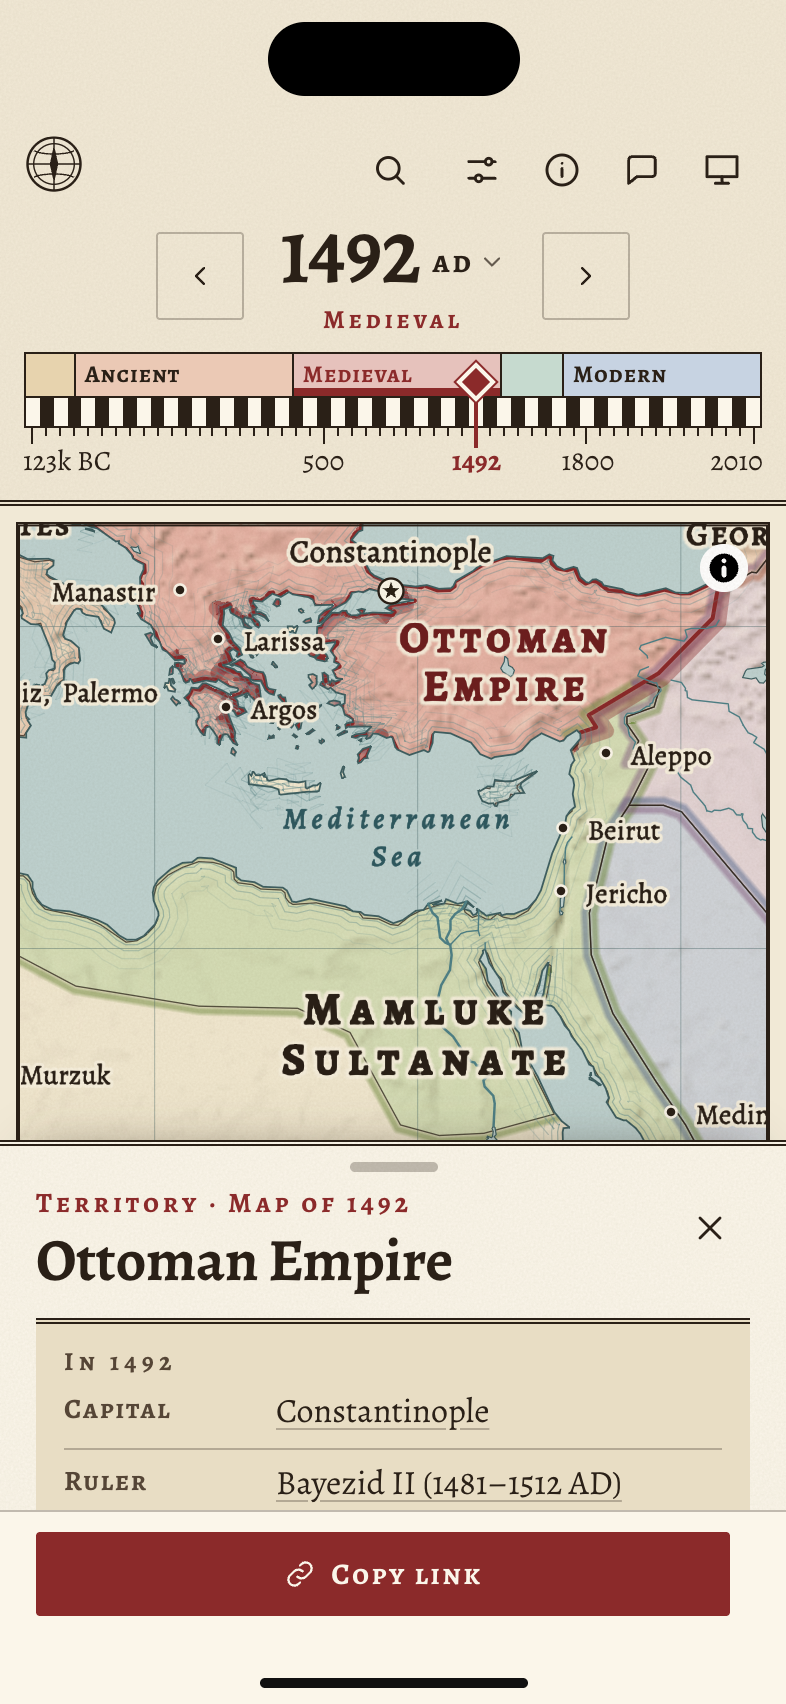 1492 AD
Medieval
Ancient
Medieval
Modern
123k BC
500
1492
1800
2010
Constantinople
Manastir
Larissa
Ottoman
Empire
Palermo
Argos
Aleppo
Mediterranean
Sea
Beirut
Jericho
Mamluke
Sultanate
Murzuk
Territory · Map of 1492
Ottoman Empire
In 1492
Capital
Constantinople
Ruler
Bayezid II (1481–1512 AD)
Copy link